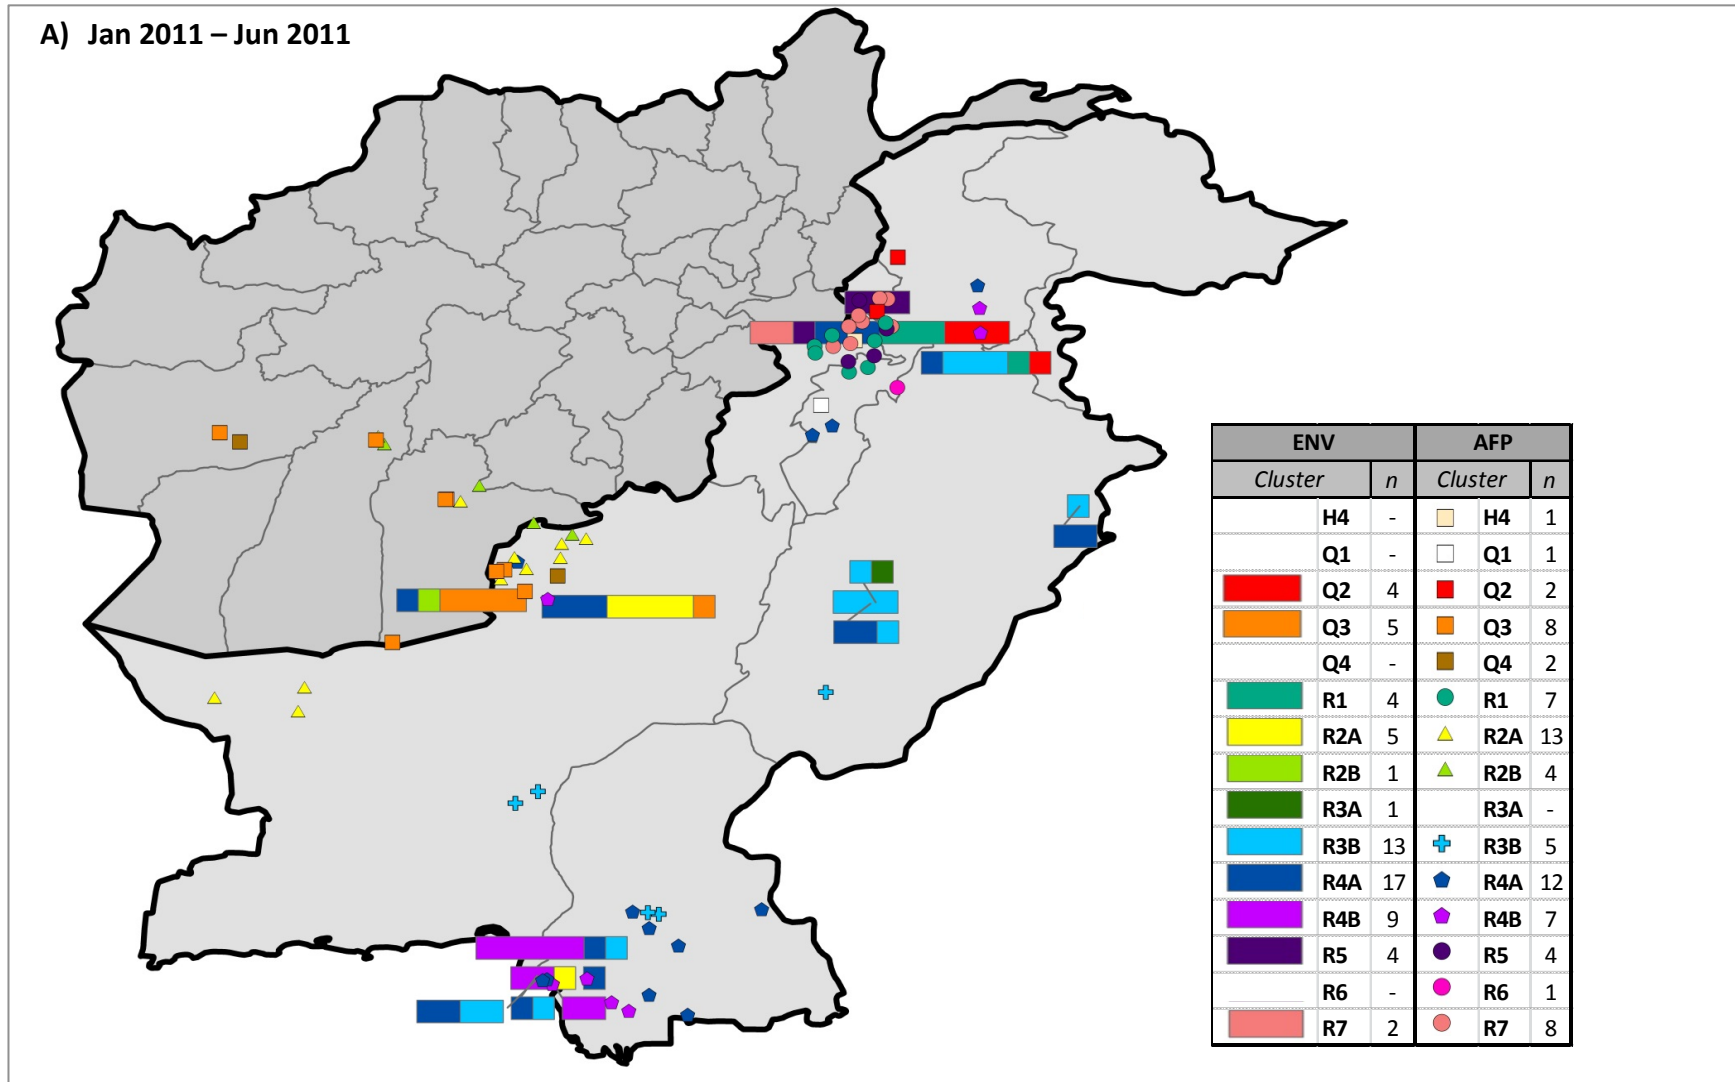 A) Jan 2011 – Jun 2011
ENV AFP
Cluster n Cluster n
H4 - H4 1
Q1 - Q1 1
Q2 4 Q2 2
Q3 5 Q3 8
Q4 - Q4 2
R1 4 R1 7
R2A 5 R2A 13
R2B 1 R2B 4
R3A 1 R3A -
R3B 13 R3B 5
R4A 17 R4A 12
R4B 9 R4B 7
R5 4 R5 4
R6 - R6 1
R7 2 R7 8